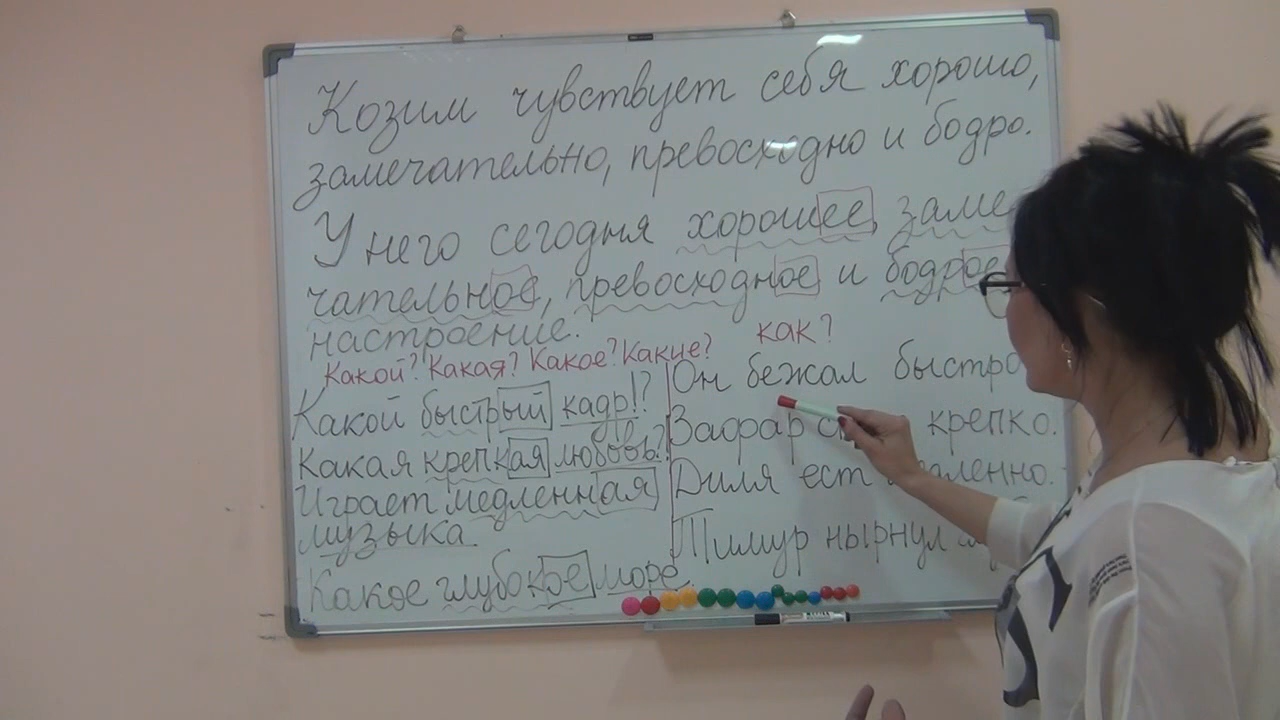 Козим чувствует себя хорошо,
замечательно, превосходно и бодро.
У него сегодня хорошее, заме
чательное, превосходное и бодрое
настроение.
Какой? Какая? Какое? Какие?
как?
Какой быстрый кадр!?
Какая крепкая любовь?!
Играет медленная
музыка
Какое глубокое море.
Он бежал быстро
Зафар крепко.
Диля ест медленно.
Тимур нырнул